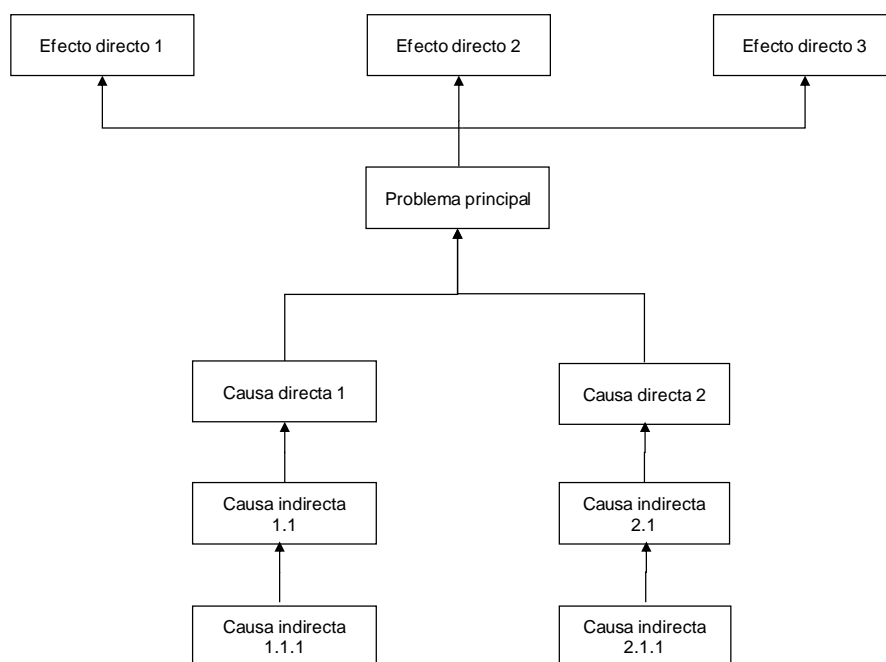 Efecto directo 1
Efecto directo 2
Efecto directo 3
Problema principal
Causa directa 1
Causa directa 2
Causa indirecta
1.1
Causa indirecta
2.1
Causa indirecta
1.1.1
Causa indirecta
2.1.1